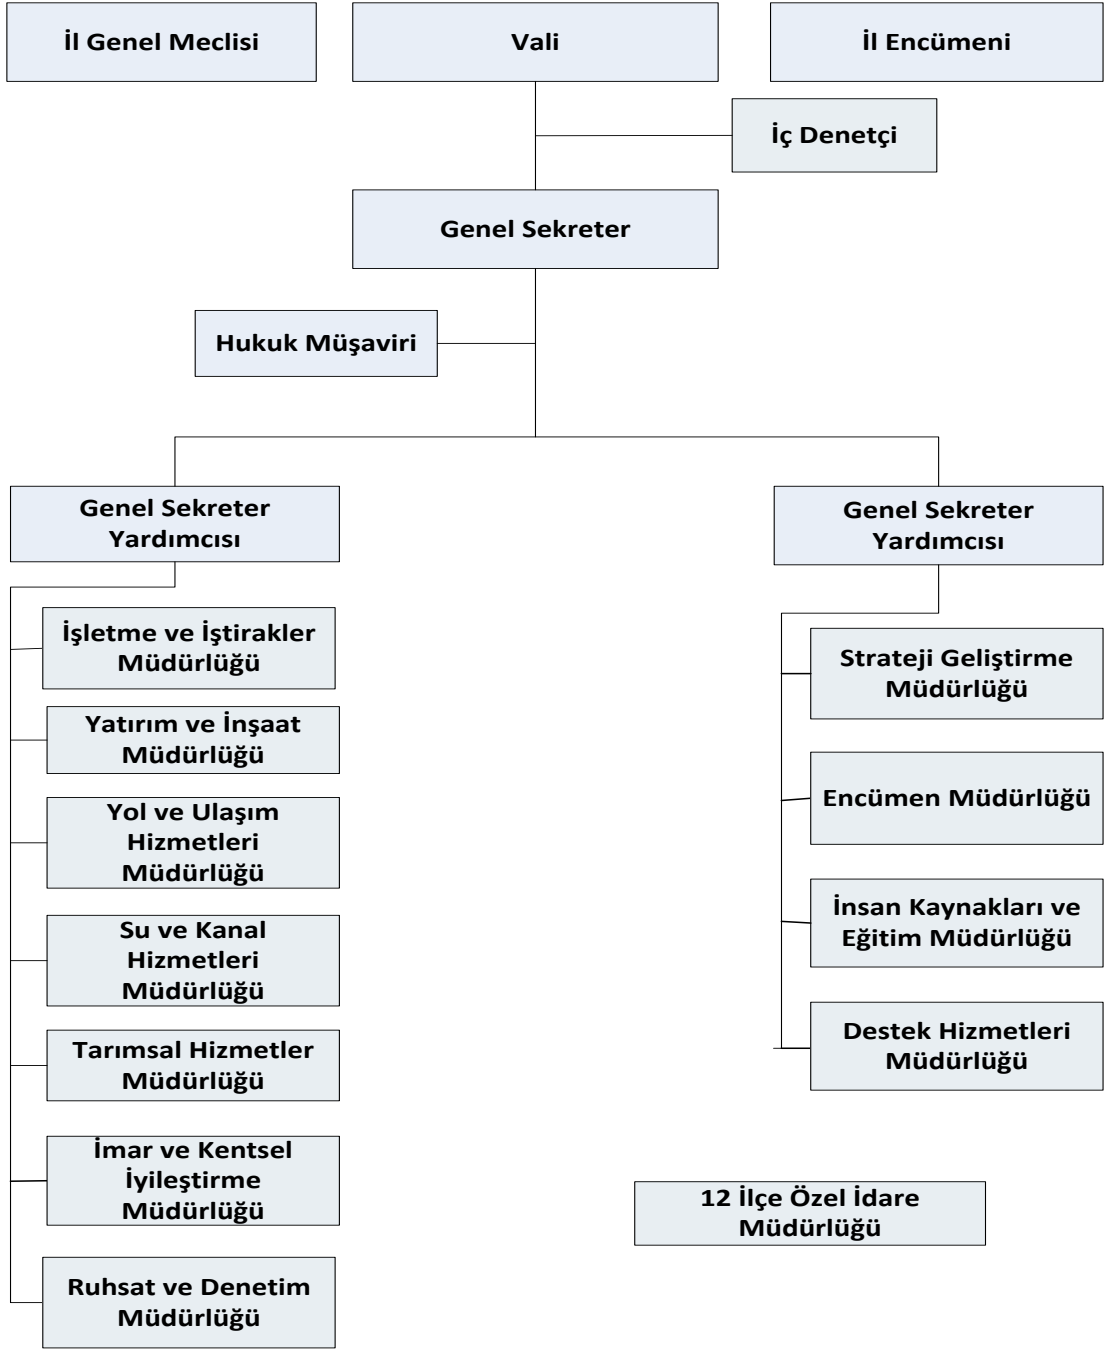 İl Genel Meclisi
Vali
İl Encümeni
İç Denetçi
Genel Sekreter
Hukuk Müşaviri
Genel Sekreter
Yardımcısı
Genel Sekreter
Yardımcısı
İşletme ve İştirakler
Müdürlüğü
Yatırım ve İnşaat
Müdürlüğü
Yol ve Ulaşım
Hizmetleri
Müdürlüğü
Su ve Kanal
Hizmetleri
Müdürlüğü
Tarımsal Hizmetler
Müdürlüğü
İmar ve Kentsel
İyileştirme
Müdürlüğü
Ruhsat ve Denetim
Müdürlüğü
Strateji Geliştirme
Müdürlüğü
Encümen Müdürlüğü
İnsan Kaynakları ve
Eğitim Müdürlüğü
Destek Hizmetleri
Müdürlüğü
12 İlçe Özel İdare
Müdürlüğü